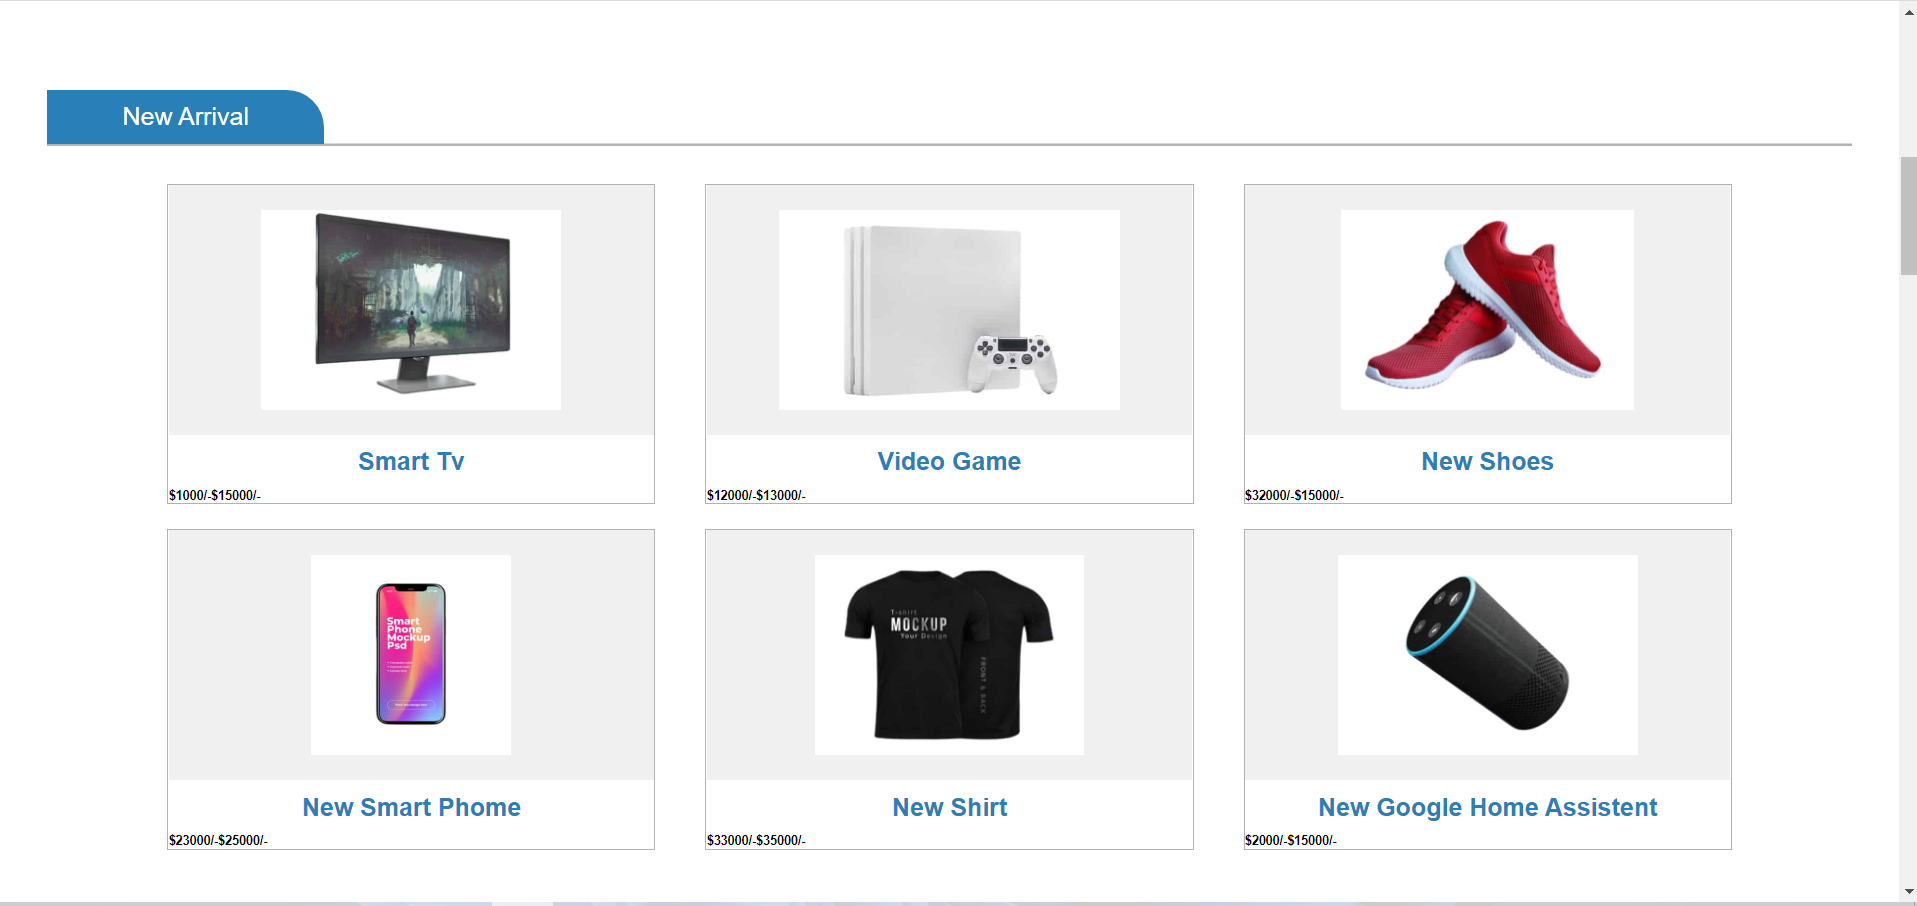 New Arrival
Smart Tv
$1000/-$15000/-
Video Game
$12000/-$13000/-
New Shoes
$32000/-$15000/-
Smart
Phone
Mockup
Psd
New Smart Phome
$23000/-$25000/-
T-shirt
MOCKUP
Your Design
FRONT & BACK
New Shirt
$33000/-$35000/-
New Google Home Assistent
$2000/-$15000/-